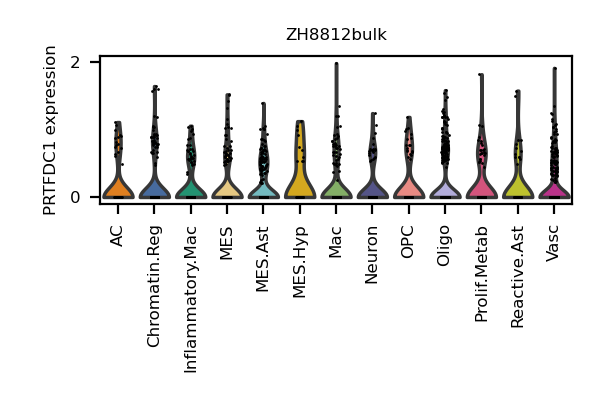 ZH8812bulk
PRTFDC1 expression
2
0
AC
Chromatin.Reg
Inflammatory.Mac
MES
MES.Ast
MES.Hyp
Mac
Neuron
OPC
Oligo
Prolif.Metab
Reactive.Ast
Vasc